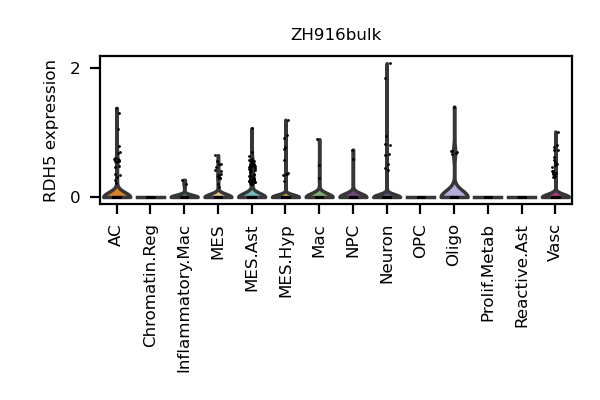 ZH916bulk
RDH5 expression
2
0
AC
Chromatin.Reg
Inflammatory.Mac
MES
MES.Ast
MES.Hyp
Mac
NPC
Neuron
OPC
Oligo
Prolif.Metab
Reactive.Ast
Vasc